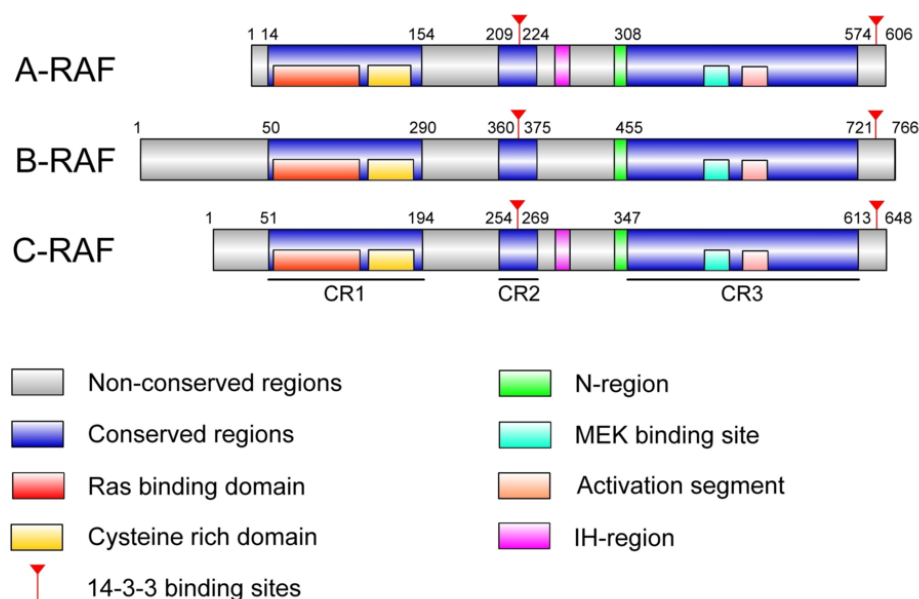 1 14 154 209 224 308 574 606
A-RAF
1 50 290 360 375 455 721 766
B-RAF
1 51 194 254 269 347 613 648
C-RAF
CR1 CR2 CR3
Non-conserved regions
Conserved regions
Ras binding domain
Cysteine rich domain
14-3-3 binding sites
N-region
MEK binding site
Activation segment
IH-region